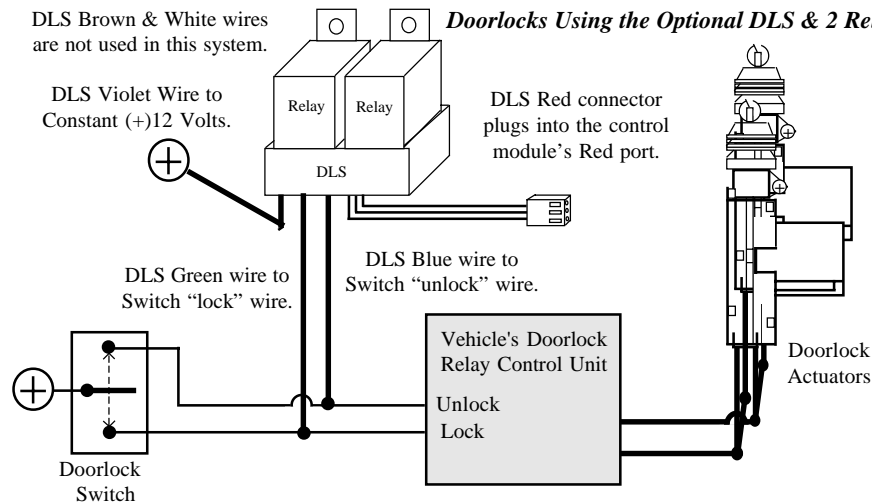 DLS Brown & White wires
are not used in this system.
Doorlocks Using the Optional DLS & 2 Re
DLS Violet Wire to
Constant (+)12 Volts.
Relay
Relay
DLS
DLS Red connector
plugs into the control
module's Red port.
DLS Green wire to
Switch “lock” wire.
DLS Blue wire to
Switch “unlock” wire.
Vehicle's Doorlock
Relay Control Unit
Unlock
Lock
Doorlock
Actuators
Doorlock
Switch